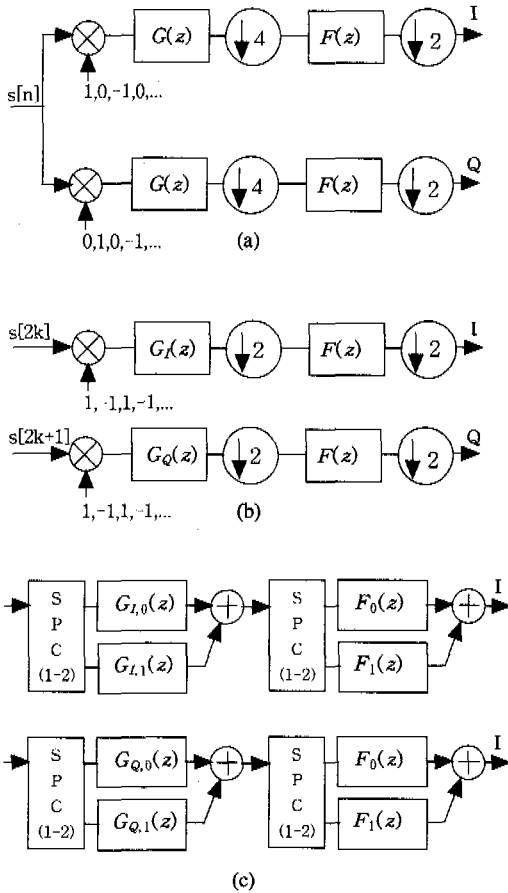 I
G(z) 4 F(z) 2
1,0,-1,0,...
s[n]
Q
G(z) 4 F(z) 2
0,1,0,-1,...
(a)
s[2k] I
G_I(z) 2 F(z) 2
1,-1,1,-1,...
s[2k+1] Q
G_Q(z) 2 F(z) 2
1,-1,1,-1,...
(b)
S P C (1-2) G_{I,0}(z) S P C (1-2) F_0(z) I
G_{I,1}(z) F_1(z)
S P C (1-2) G_{Q,0}(z) S P C (1-2) F_0(z) I
G_{Q,1}(z) F_1(z)
(c)